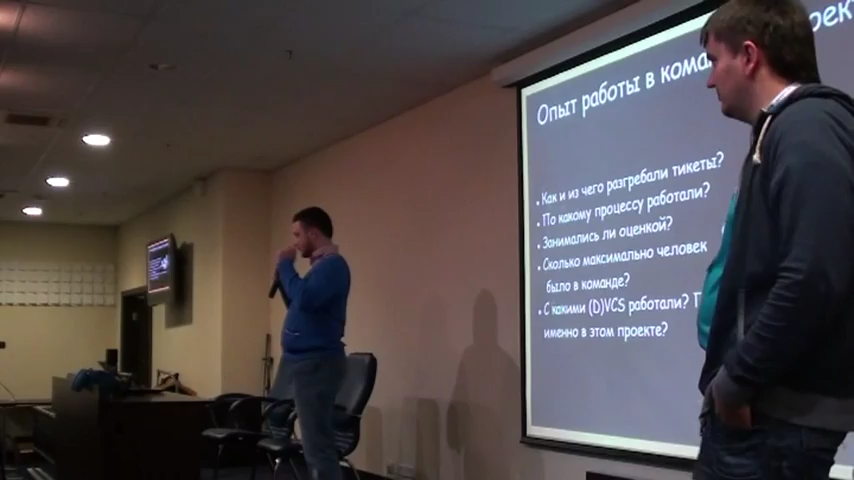 Опыт работы в
• Как и из чего разгребали тикеты?
• По какому процессу работали?
• Занимались ли оценкой?
• Сколько максимально человек
было в команде?
• С какими (D)VCS работали?
именно в этом проекте?